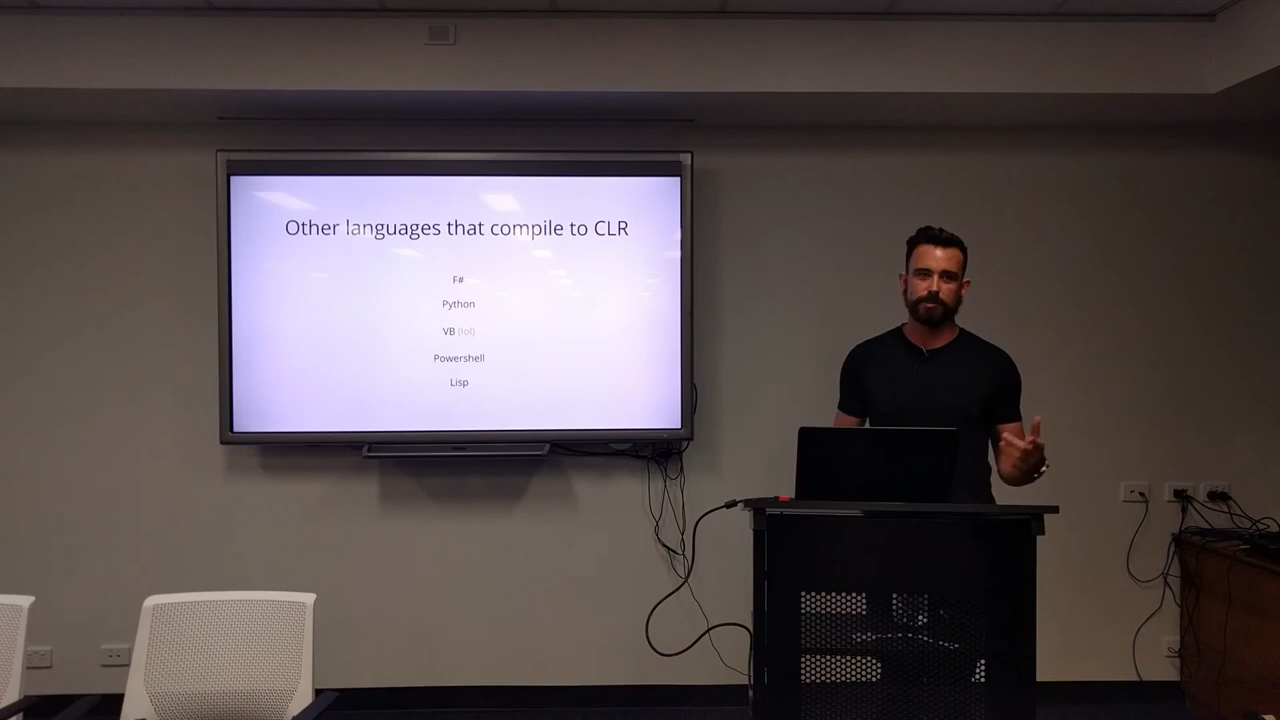 Other languages that compile to CLR
F#
Python
VB (lol)
Powershell
Lisp